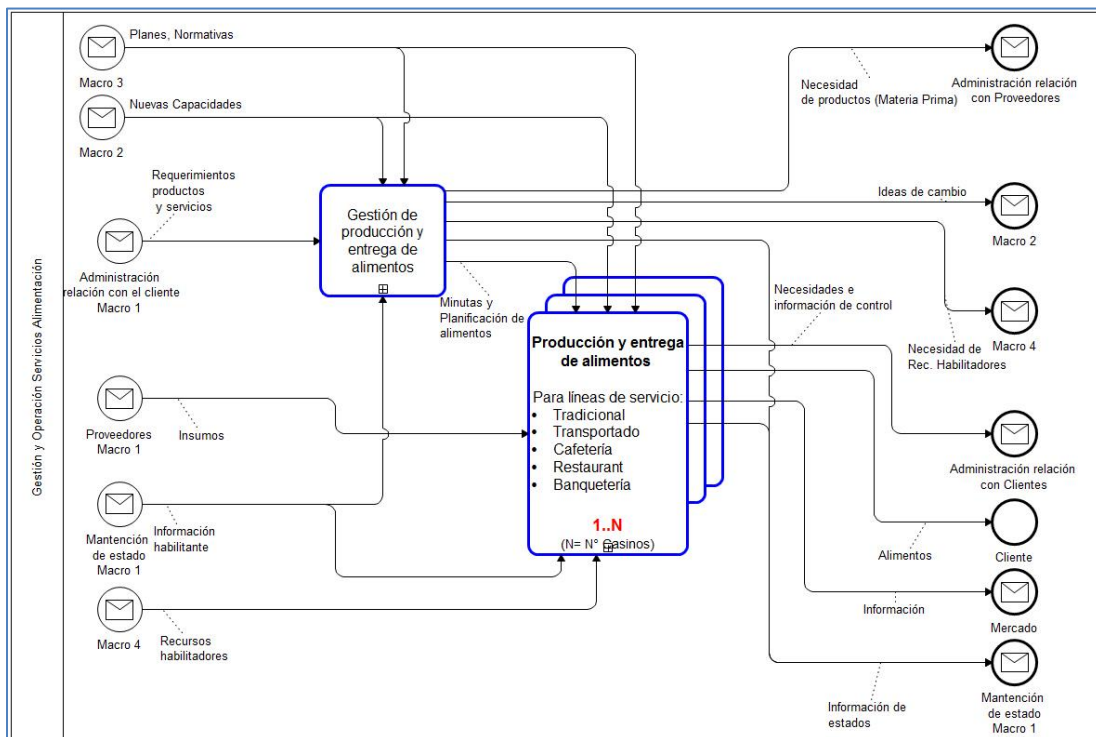 Gestión y Operación Servicios Alimentación
Planes, Normativas
Macro 3
Nuevas Capacidades
Macro 2
Requerimientos
productos
y servicios
Administración
relación con el cliente
Macro 1
Gestión de
producción y
entrega de
alimentos
Minutas y
Planificación de
alimentos
Producción y entrega
de alimentos
Para líneas de servicio:
• Tradicional
• Transportado
• Cafetería
• Restaurant
• Banquetería
1..N
(N= N° Casinos)
Proveedores
Macro 1
Insumos
Mantención
de estado
Macro 1
Información
habilitante
Macro 4
Recursos
habilitadores
Necesidad
de productos (Materia Prima)
Administración relación
con Proveedores
Ideas de cambio
Macro 2
Necesidades e
información de control
Necesidad de
Rec. Habilitadores
Macro 4
Administración relación
con Clientes
Alimentos
Cliente
Información
Mercado
Información de
estados
Mantención
de estado
Macro 1